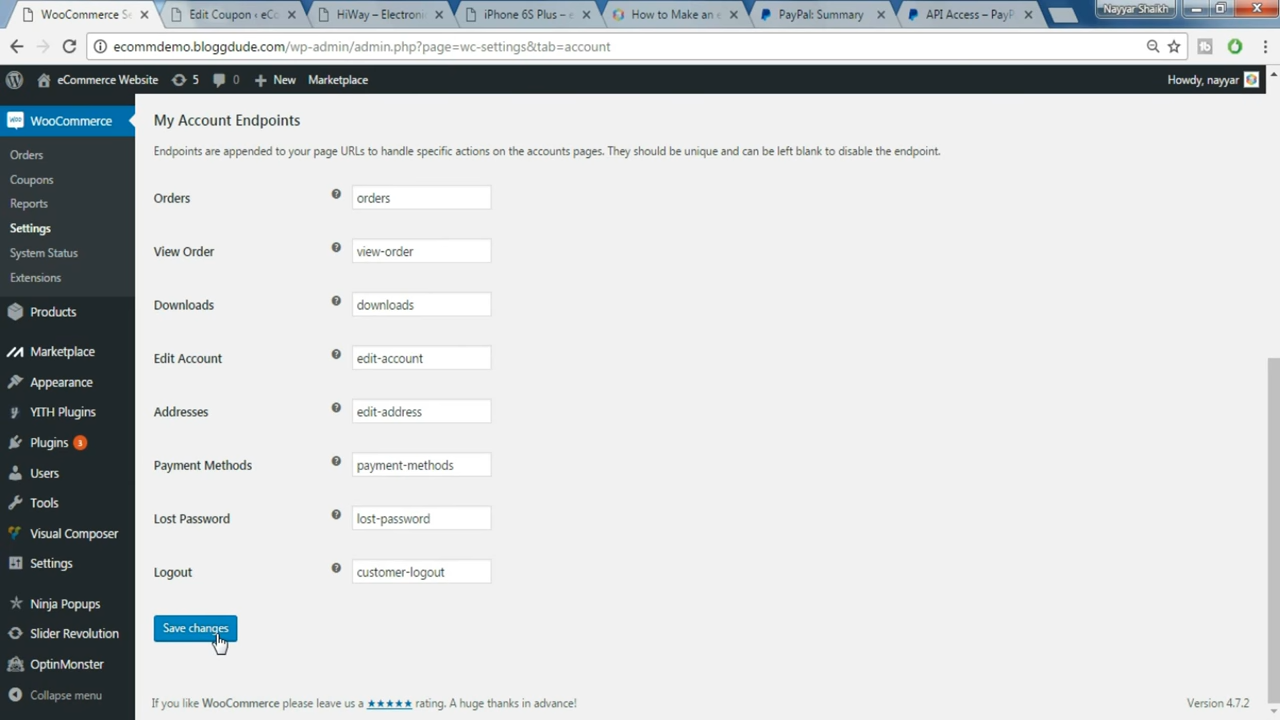 WooCommerce Se
Edit Coupon ‹ eCo
HiWay – Electroni
iPhone 6S Plus – e
How to Make an e
PayPal: Summary
API Access – PayP
Nayyar Shaikh
ecommdemo.bloggdude.com/wp-admin/admin.php?page=wc-settings&tab=account
eCommerce Website
5
0
New
Marketplace
Howdy, nayyar
WooCommerce
Orders
Coupons
Reports
Settings
System Status
Extensions
Products
Marketplace
Appearance
YITH Plugins
Plugins 3
Users
Tools
Visual Composer
Settings
Ninja Popups
Slider Revolution
OptinMonster
Collapse menu
My Account Endpoints
Endpoints are appended to your page URLs to handle specific actions on the accounts pages. They should be unique and can be left blank to disable the endpoint.
Orders
orders
View Order
view-order
Downloads
downloads
Edit Account
edit-account
Addresses
edit-address
Payment Methods
payment-methods
Lost Password
lost-password
Logout
customer-logout
Save changes
If you like WooCommerce please leave us a ★★★★★ rating. A huge thanks in advance!
Version 4.7.2